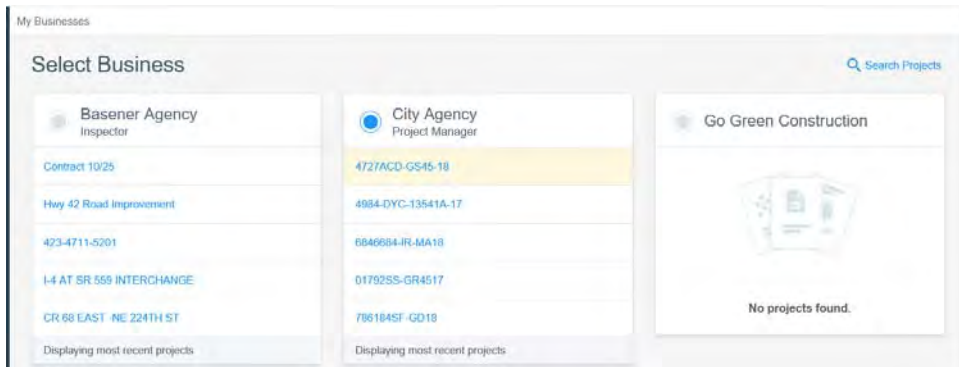 My Businesses
Select Business
Search Projects
Basener Agency
Inspector
Contract 10/25
Hwy 42 Road Improvement
423-4711-5201
I-4 AT SR 559 INTERCHANGE
CR 68 EAST -NE 224TH ST
Displaying most recent projects
City Agency
Project Manager
4727ACD-GS45-18
4984-DYC-13541A-17
6846684-IR-MA18
01792SS-GR4517
786184SF-GD18
Displaying most recent projects
Go Green Construction
No projects found.